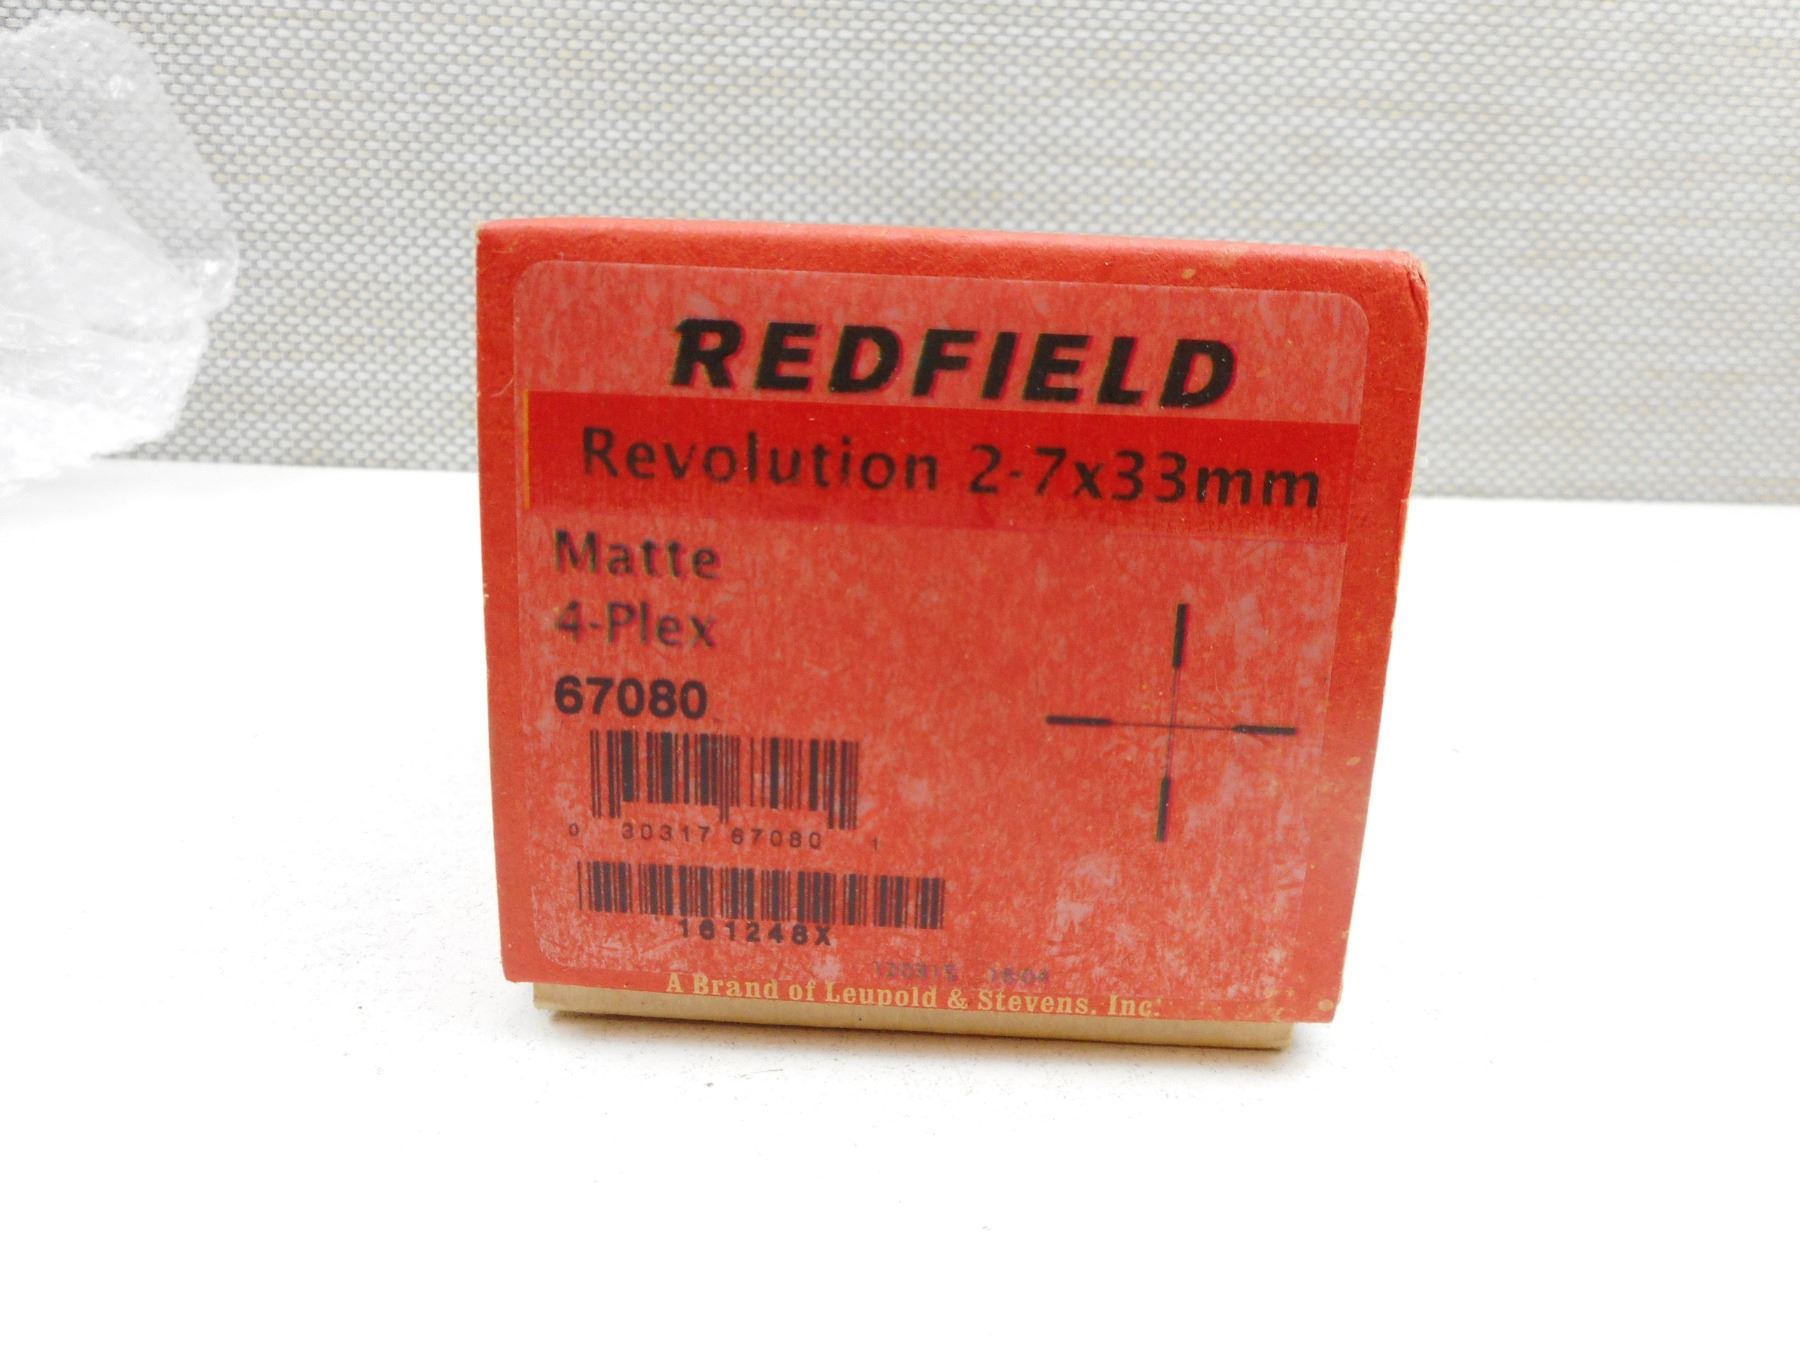 REDFIELD
Revolution 2-7x33mm
Matte
4-Plex
67080
0 30317 67080 1
161248X
A Brand of Leupold & Stevens, Inc.